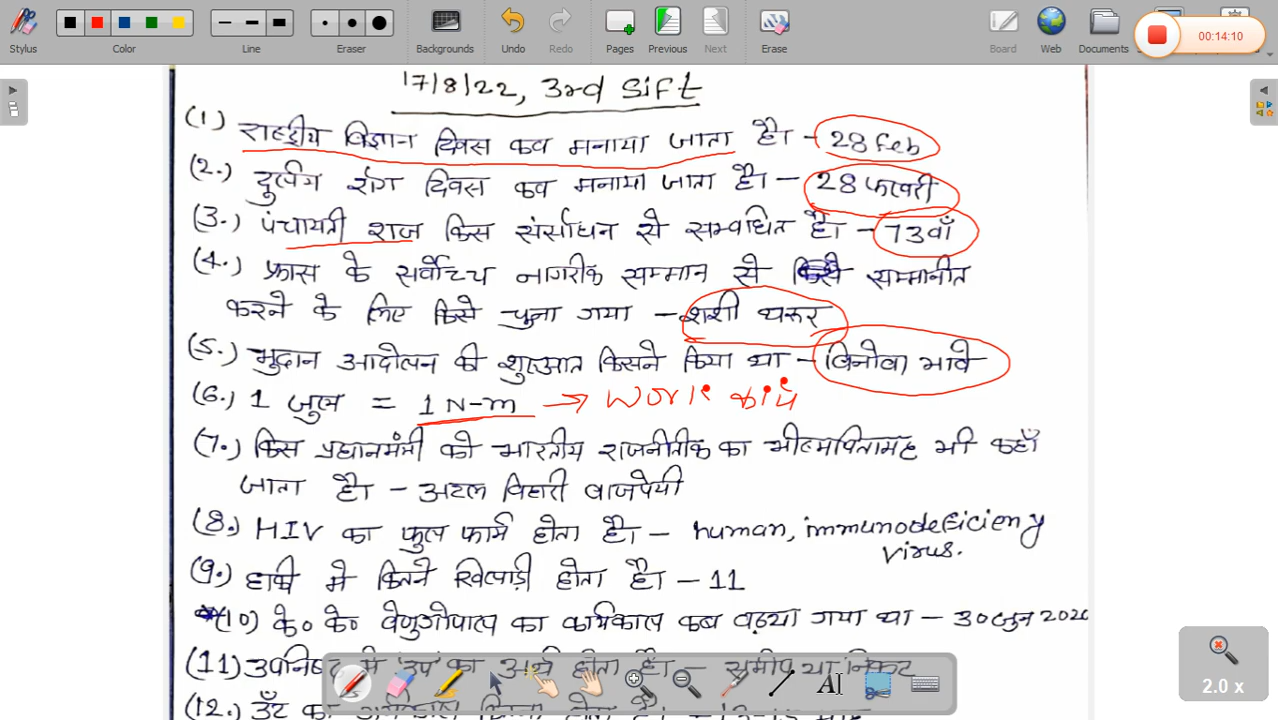 Stylus Color Line Eraser Backgrounds Undo Redo Pages Previous Next Erase Board Web Documents 00:14:10
17/8/22, 3rd Sift
(1) राष्ट्रीय विज्ञान दिवस कब मनाया जाता है। - 28 feb
(2.) दुर्लभ रोग दिवस कब मनाया जाता है। - 28 फरवरी
(3.) पंचायती राज किस संसोधन से सम्बंधित है। - 73वाँ
(4.) फ्रास के सर्वोच्च नागरीक सम्मान से सम्मानीत
करने के लिए किसे चुना गया - शशी थरूर
(5.) भुदान आदोलन की शुरुआत किसने किया था - विनोवा भावे
(6.) 1 जुल = 1 N-m → Work कार्य
(7.) किस प्रधानमंत्री को भारतीय राजनीतीक का भीष्मपितामह भी कहाँ
जाता है। - अटल विहारी वाजपेयी
(8.) HIV का फुल फार्म होता है। - human, immunodeficieny
virus.
(9.) हाकी मे कितने खिलाड़ी होता है। - 11
(10) के० के० वेणुगोपाल का कार्यकाल कब बढ़या गया था - 30 जुन 2020
(11) उपनिषद में 'उप' का अर्थ होता है। - समीप या निकट
(12.) ऊँट का
2.0 x